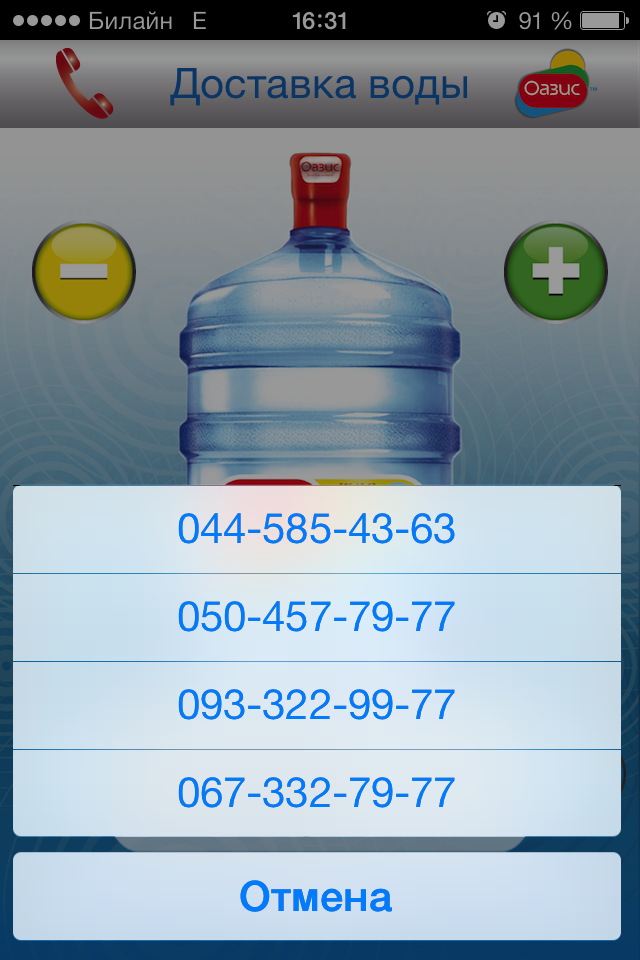 Билайн E 16:31 91 %
Доставка воды
Оазис™
Оазис
044-585-43-63
050-457-79-77
093-322-99-77
067-332-79-77
Отмена